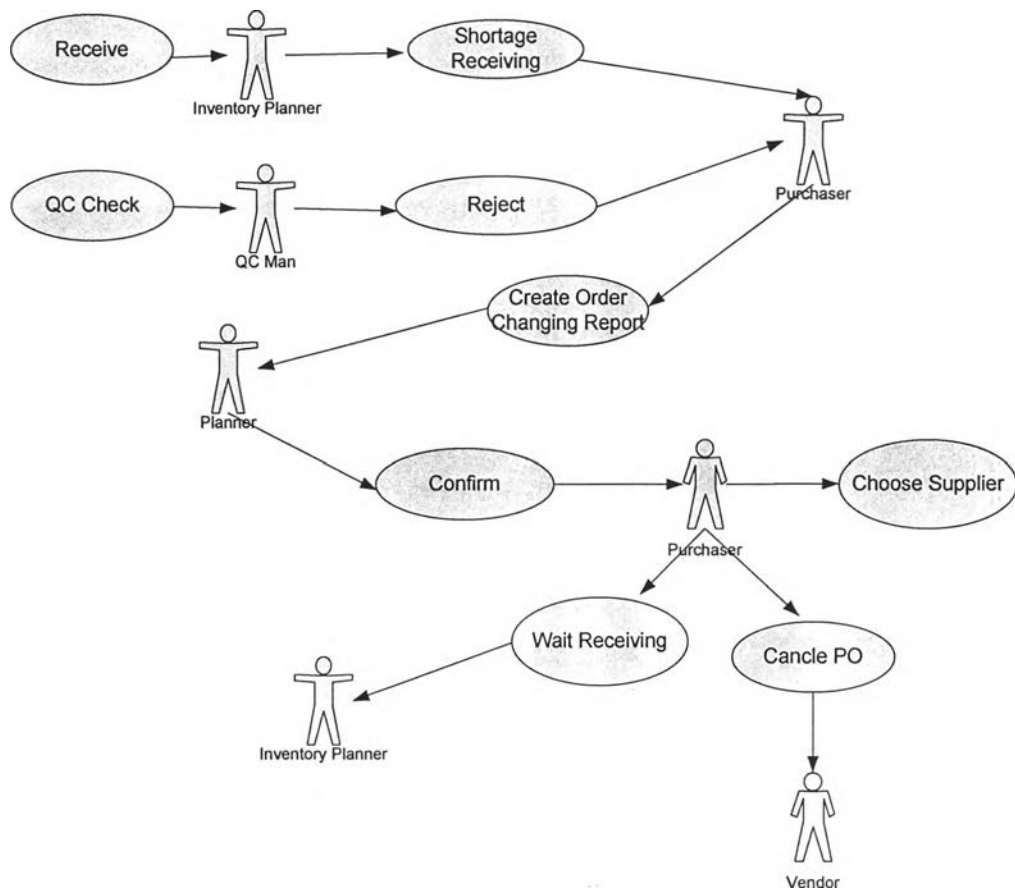 Receive
Shortage
Receiving
Inventory Planner
Purchaser
QC Check
Reject
QC Man
Create Order
Changing Report
Planner
Confirm
Choose Supplier
Purchaser
Wait Receiving
Cancle PO
Inventory Planner
Vendor